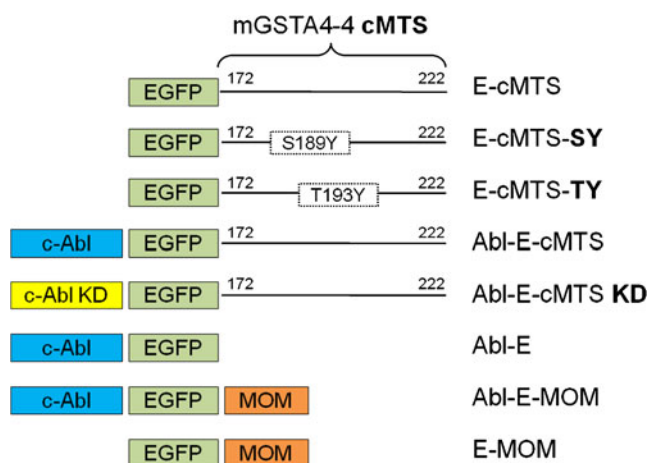 mGSTA4-4 cMTS
EGFP 172 222 E-cMTS
EGFP 172 S189Y 222 E-cMTS-SY
EGFP 172 T193Y 222 E-cMTS-TY
c-Abl EGFP 172 222 Abl-E-cMTS
c-Abl KD EGFP 172 222 Abl-E-cMTS KD
c-Abl EGFP Abl-E
c-Abl EGFP MOM Abl-E-MOM
EGFP MOM E-MOM